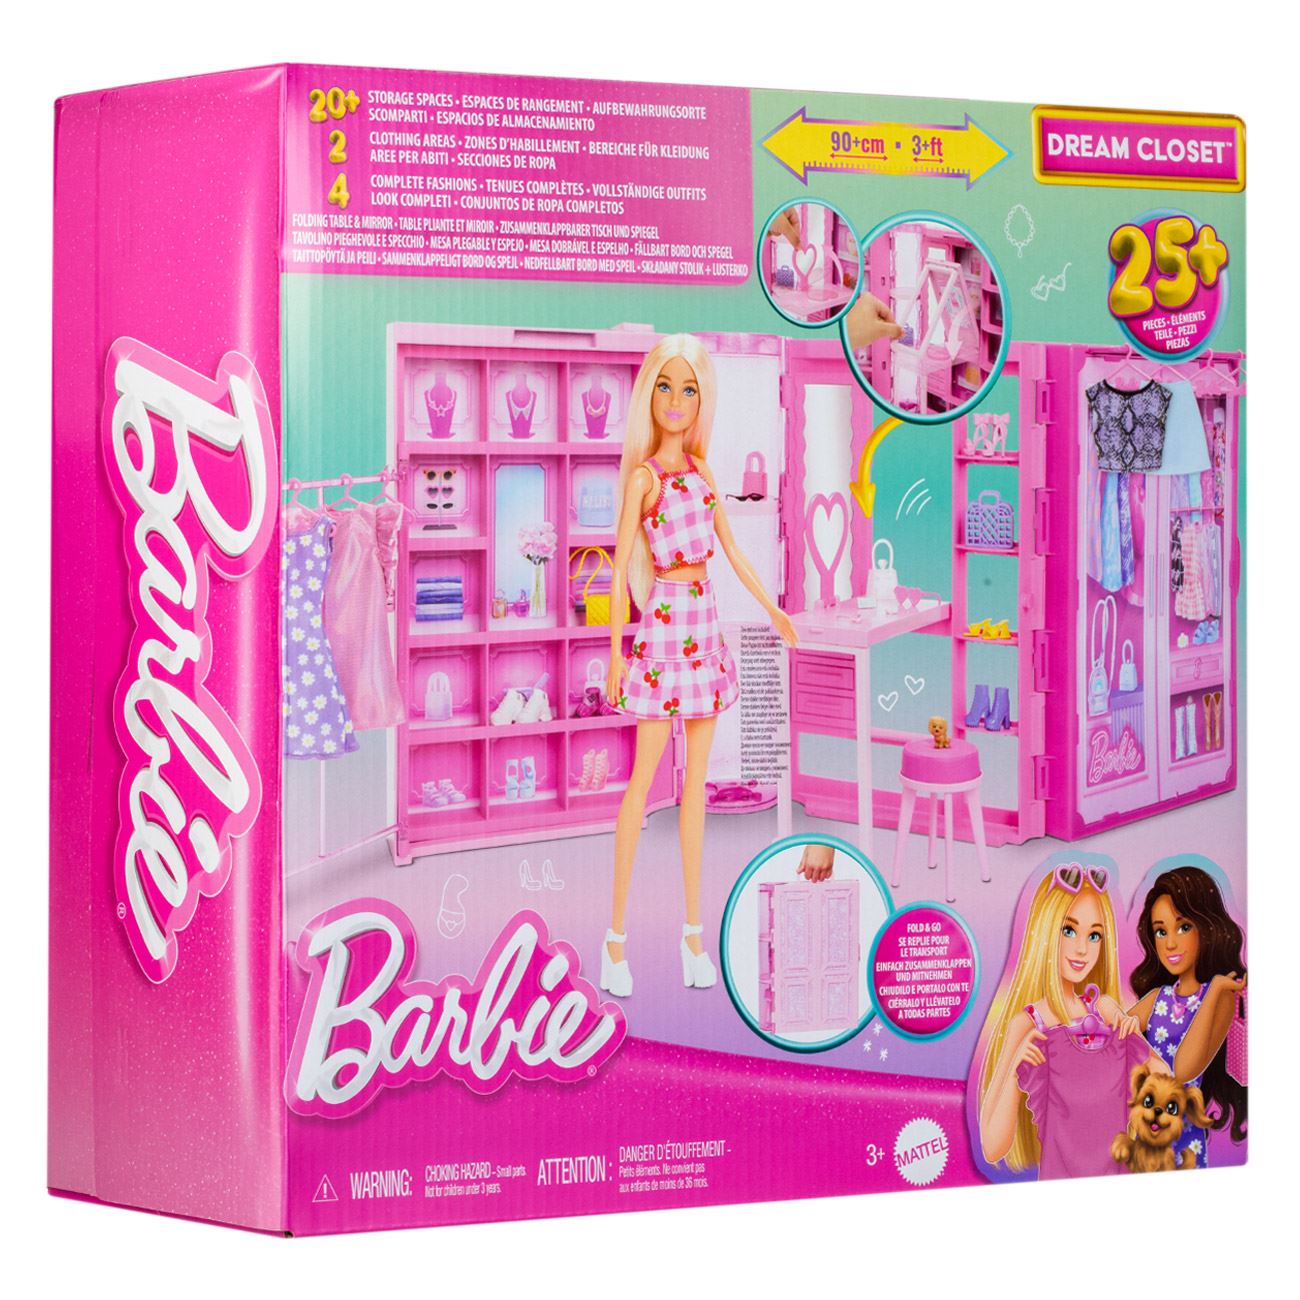 20+ STORAGE SPACES • ESPACES DE RANGEMENT • AUFBEWAHRUNGSORTE
SCOMPARTI • ESPACIOS DE ALMACENAMIENTO
2 CLOTHING AREAS • ZONES D'HABILLEMENT • BEREICHE FÜR KLEIDUNG
AREE PER ABITI • SECCIONES DE ROPA
4 COMPLETE FASHIONS • TENUES COMPLÈTES • VOLLSTÄNDIGE OUTFITS
LOOK COMPLETI • CONJUNTOS DE ROPA COMPLETOS
FOLDING TABLE & MIRROR • TABLE PLIANTE ET MIROIR • ZUSAMMENKLAPPBARER TISCH UND SPIEGEL
TAVOLINO PIEGHEVOLE E SPECCHIO • MESA PLEGABLE Y ESPEJO • MESA DOBRÁVEL E ESPELHO • FÄLLBART BORD OCH SPEGEL
TAITTOPÖYTÄ JA PEILI • SAMMENKLAPPELIGT BORD OG SPEJL • NEDFELLBART BORD MED SPEIL • SKŁADANY STOLIK + LUSTERKO
90+cm • 3+ft
DREAM CLOSET™
25+
PIECES • ÉLÉMENTS
TEILE • PEZZI
PIEZAS
Barbie®
Barbie
Barbie®
FOLD & GO
SE REPLIE POUR
LE TRANSPORT
EINFACH ZUSAMMENKLAPPEN
UND MITNEHMEN
CHIUDILO E PORTALO CON TE
CIÉRRALO Y LLÉVATELO
A TODAS PARTES
WARNING: CHOKING HAZARD – Small parts
Not for children under 3 years.
ATTENTION : DANGER D'ÉTOUFFEMENT –
Petits éléments. Ne convient pas
aux enfants de moins de 36 mois.
3+
MATTEL